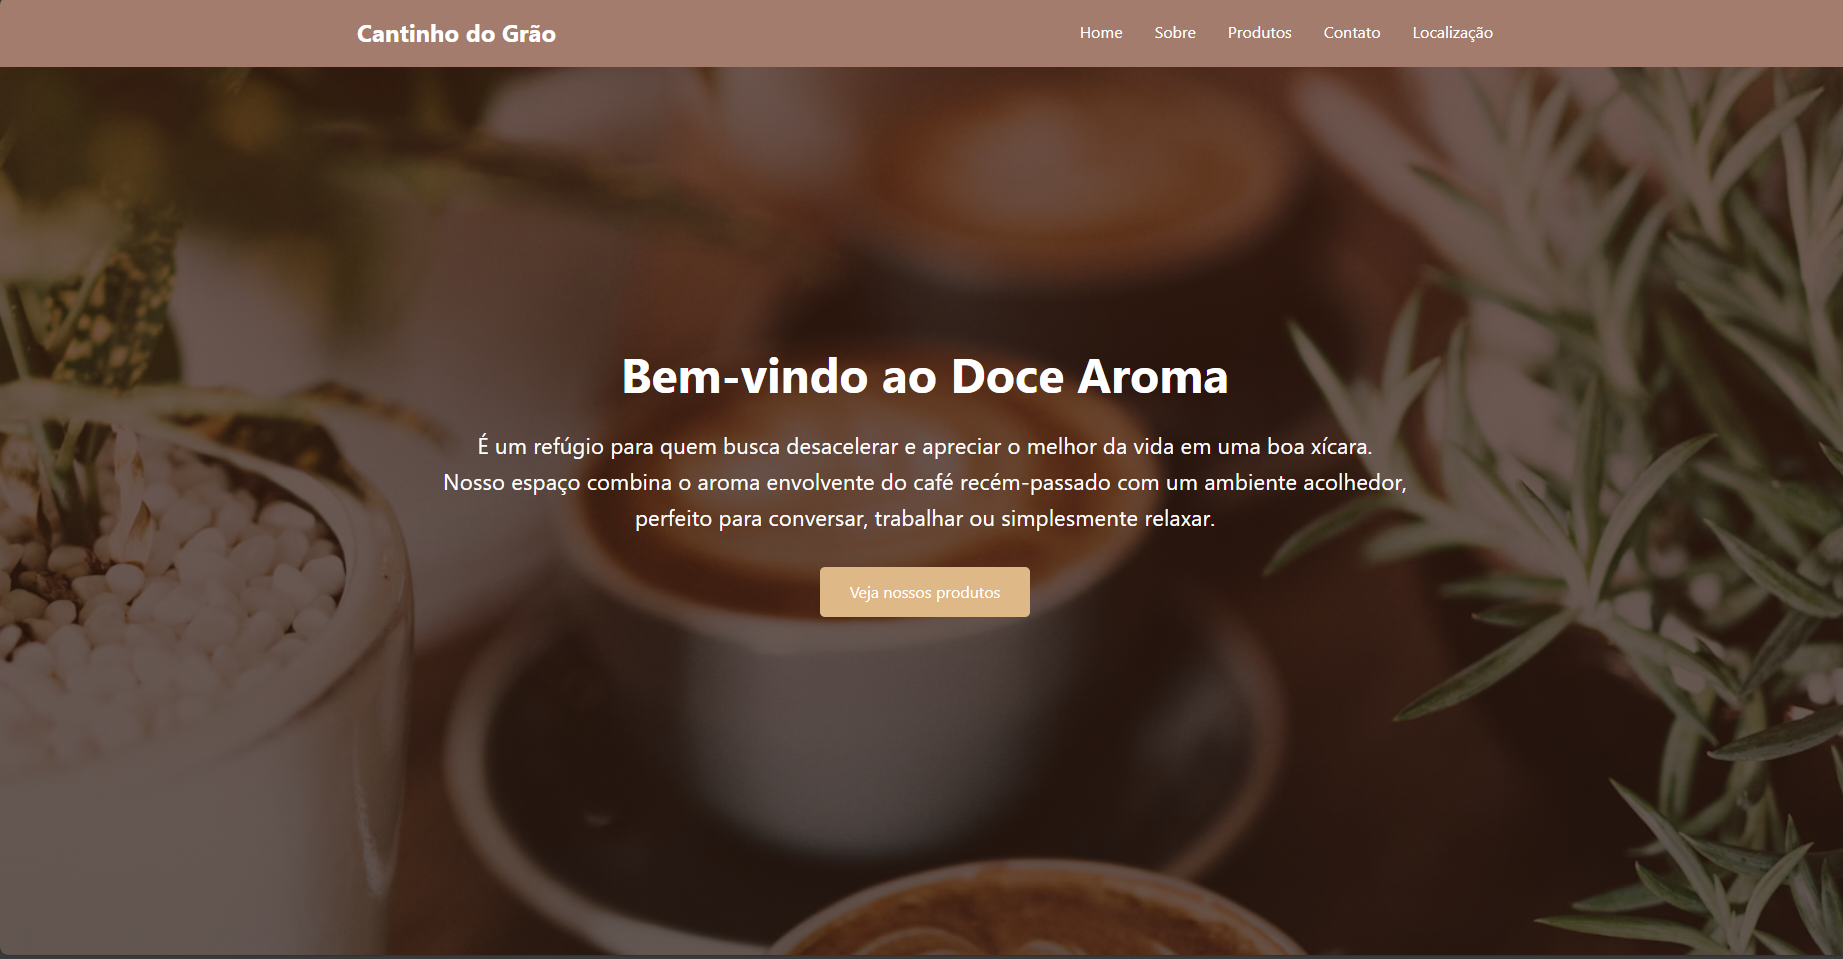 Cantinho do Grão
Home Sobre Produtos Contato Localização
Bem-vindo ao Doce Aroma
É um refúgio para quem busca desacelerar e apreciar o melhor da vida em uma boa xícara.
Nosso espaço combina o aroma envolvente do café recém-passado com um ambiente acolhedor,
perfeito para conversar, trabalhar ou simplesmente relaxar.
Veja nossos produtos